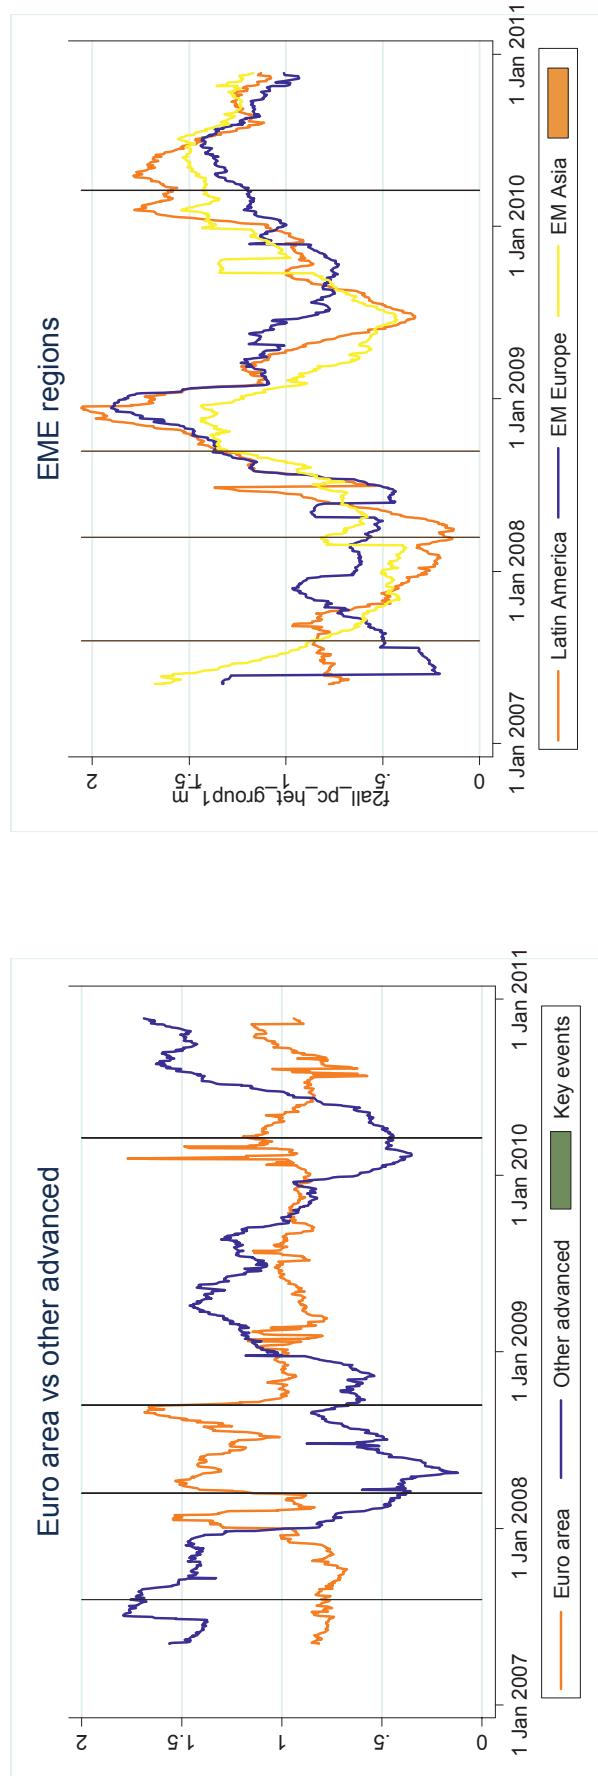 Euro area vs other advanced
2
1.5
1
.5
0
1 Jan 2007
1 Jan 2008
1 Jan 2009
1 Jan 2010
1 Jan 2011
Euro area
Other advanced
Key events
EME regions
f2all_pc_het_group1_m
2
1.5
1
.5
0
1 Jan 2007
1 Jan 2008
1 Jan 2009
1 Jan 2010
1 Jan 2011
Latin America
EM Europe
EM Asia